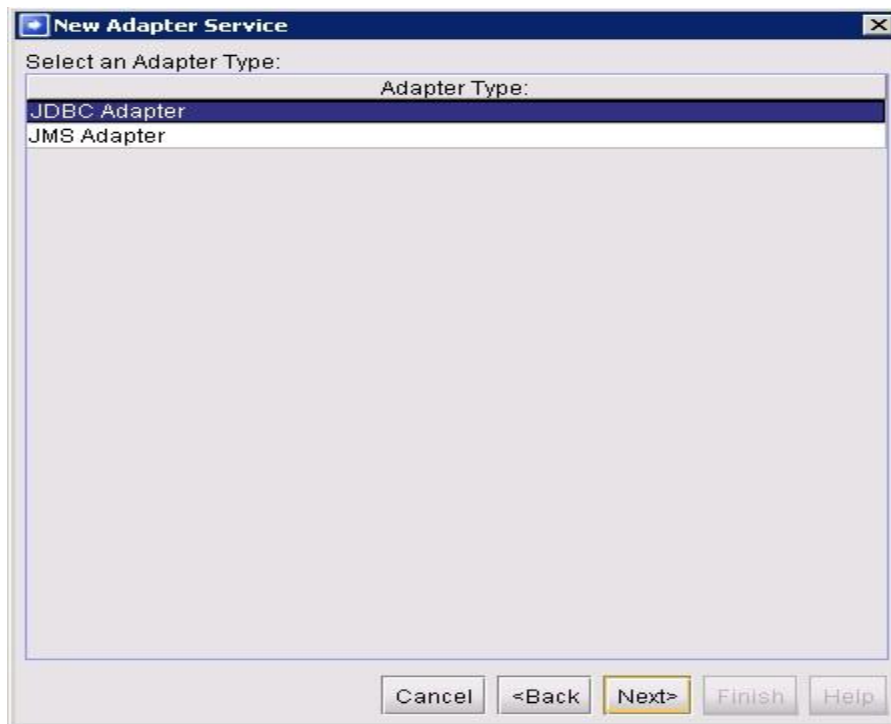 New Adapter Service
Select an Adapter Type:
Adapter Type:
JDBC Adapter
JMS Adapter
Cancel <Back Next> Finish Help